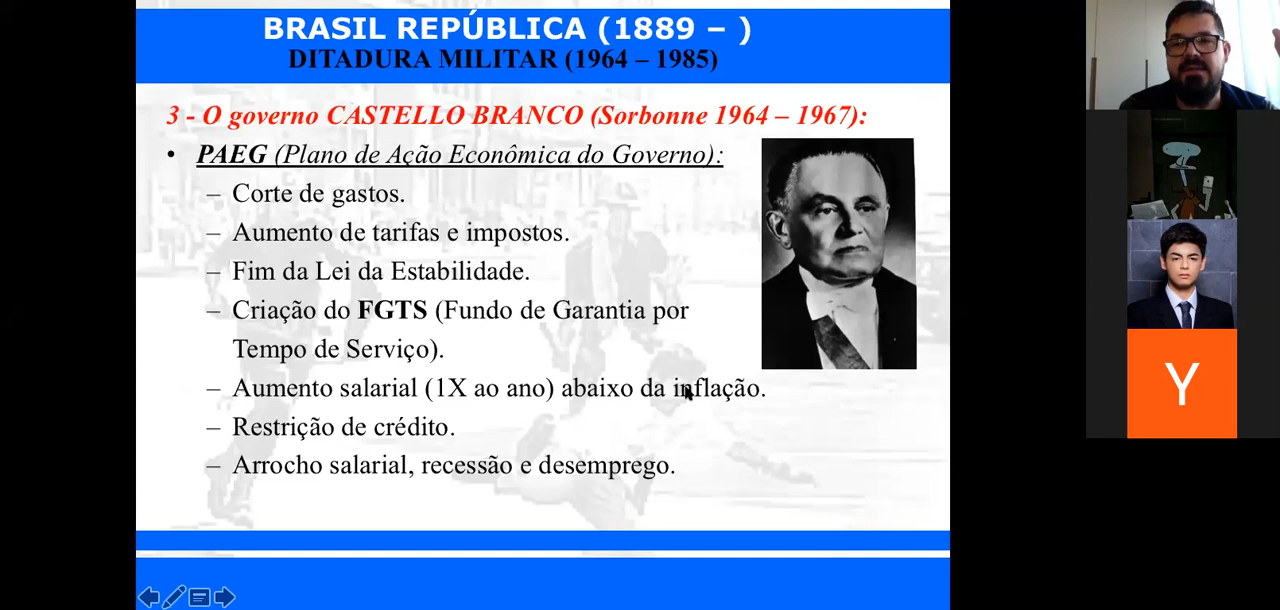 BRASIL REPÚBLICA (1889 – )
DITADURA MILITAR (1964 – 1985)
3 - O governo CASTELLO BRANCO (Sorbonne 1964 – 1967):
• PAEG (Plano de Ação Econômica do Governo):
– Corte de gastos.
– Aumento de tarifas e impostos.
– Fim da Lei da Estabilidade.
– Criação do FGTS (Fundo de Garantia por
Tempo de Serviço).
– Aumento salarial (1X ao ano) abaixo da inflação.
– Restrição de crédito.
– Arrocho salarial, recessão e desemprego.
Y